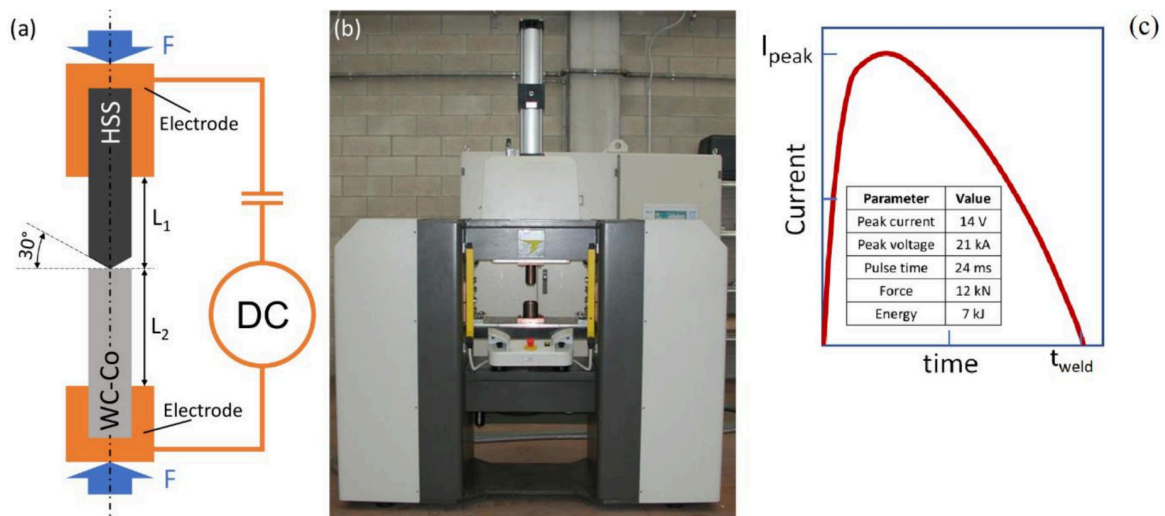 (a)
F
HSS
Electrode
L1
30°
L2
DC
WC-Co
Electrode
F
(b)
(c)
Ipeak
Current
Parameter Value
Peak current 14 V
Peak voltage 21 kA
Pulse time 24 ms
Force 12 kN
Energy 7 kJ
time
tweld